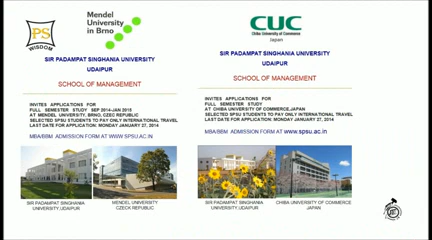 PS
WISDOM
Mendel
University
in Brno
SIR PADAMPAT SINGHANIA UNIVERSITY
UDAIPUR
SCHOOL OF MANAGEMENT
INVITES APPLICATIONS FOR
FULL SEMESTER STUDY SEP 2014-JAN 2015
AT MENDEL UNIVERSITY, BRNO, CZEC REPUBLIC
SELECTED SPSU STUDENTS TO PAY ONLY INTERNATIONAL TRAVEL
LAST DATE FOR APPLICATION: MONDAY JANUARY 27, 2014
MBA/BBM ADMISSION FORM AT WWW.SPSU.AC.IN
SIR PADAMPAT SINGHANIA
UNIVERSITY,UDAIPUR
MENDEL UNIVERSITY
CZECK REPUBLIC
CUC
Chiba University of Commerce
Japan
SIR PADAMPAT SINGHANIA UNIVERSITY
UDAIPUR
SCHOOL OF MANAGEMENT
INVITES APPLICATIONS FOR
FULL SEMESTER STUDY
AT CHIBA UNIVERSITY OF COMMERCE,JAPAN
SELECTED SPSU STUDENTS TO PAY ONLY INTERNATIONAL TRAVEL
LAST DATE FOR APPLICATION: MONDAY JANUARY 27, 2014
MBA/BBM ADMISSION FORM AT www.spsu.ac.in
SIR PADAMPAT SINGHANIA
UNIVERSITY,UDAIPUR
CHIBA UNIVERSITY OF COMMERCE
JAPAN